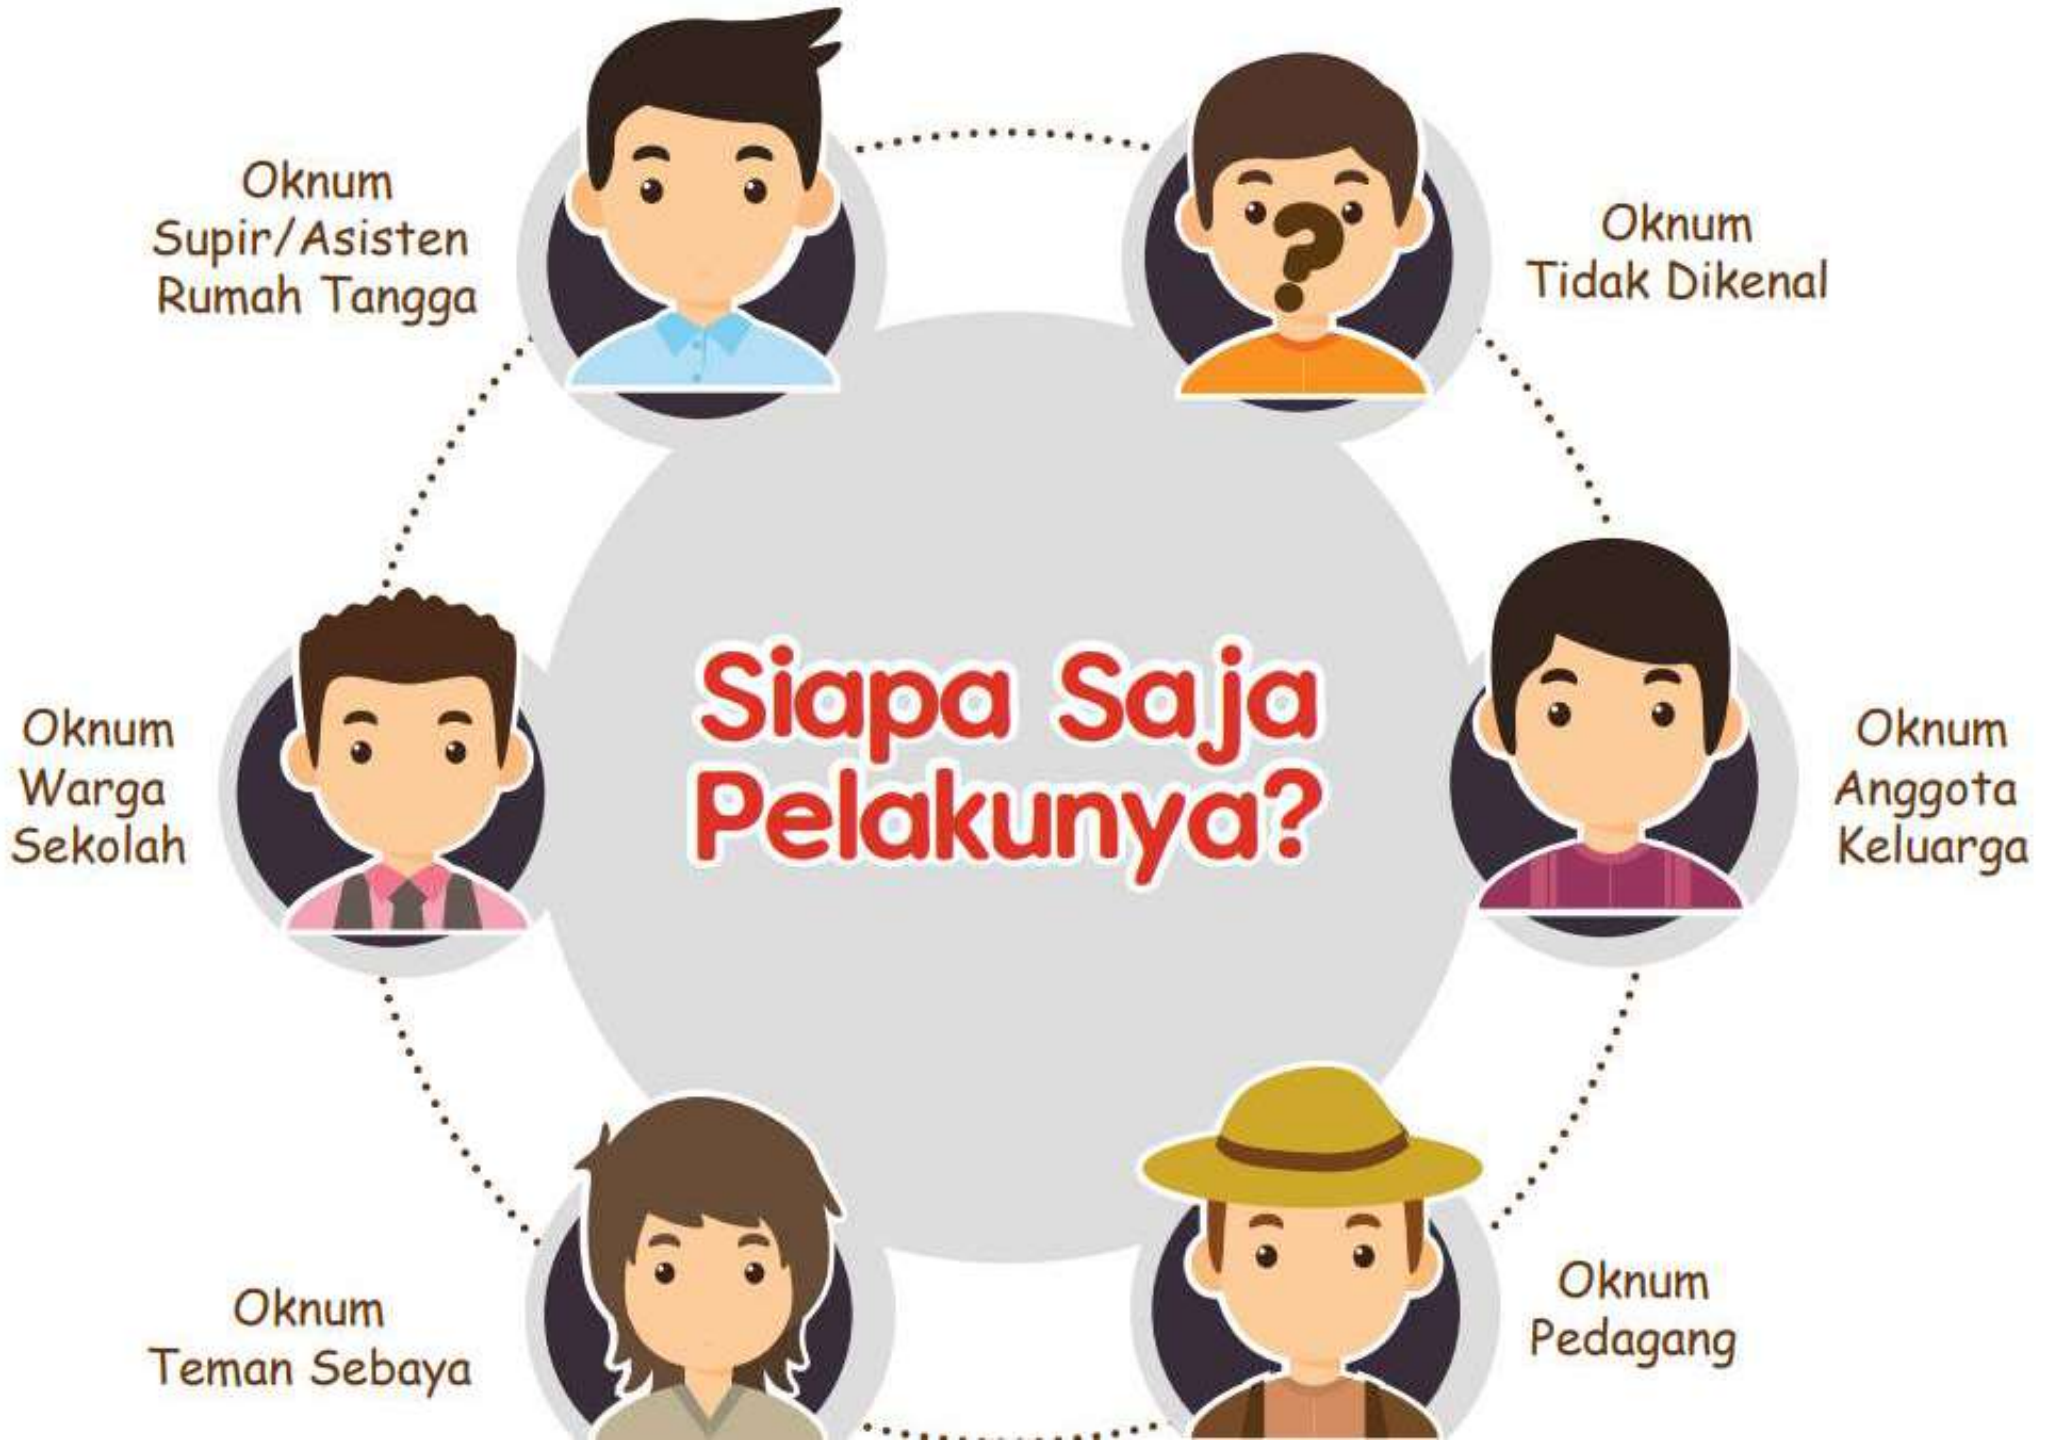 Oknum
Supir/Asisten
Rumah Tangga
Oknum
Tidak Dikenal
Oknum
Warga
Sekolah
Siapa Saja
Pelakunya?
Oknum
Anggota
Keluarga
Oknum
Teman Sebaya
Oknum
Pedagang